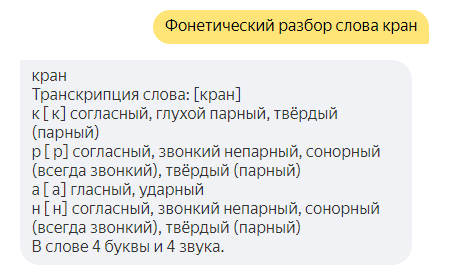 Фонетический разбор слова кран
кран
Транскрипция слова: [кран]
к [ к] согласный, глухой парный, твёрдый
(парный)
р [ р] согласный, звонкий непарный, сонорный
(всегда звонкий), твёрдый (парный)
а [ а] гласный, ударный
н [ н] согласный, звонкий непарный, сонорный
(всегда звонкий), твёрдый (парный)
В слове 4 буквы и 4 звука.